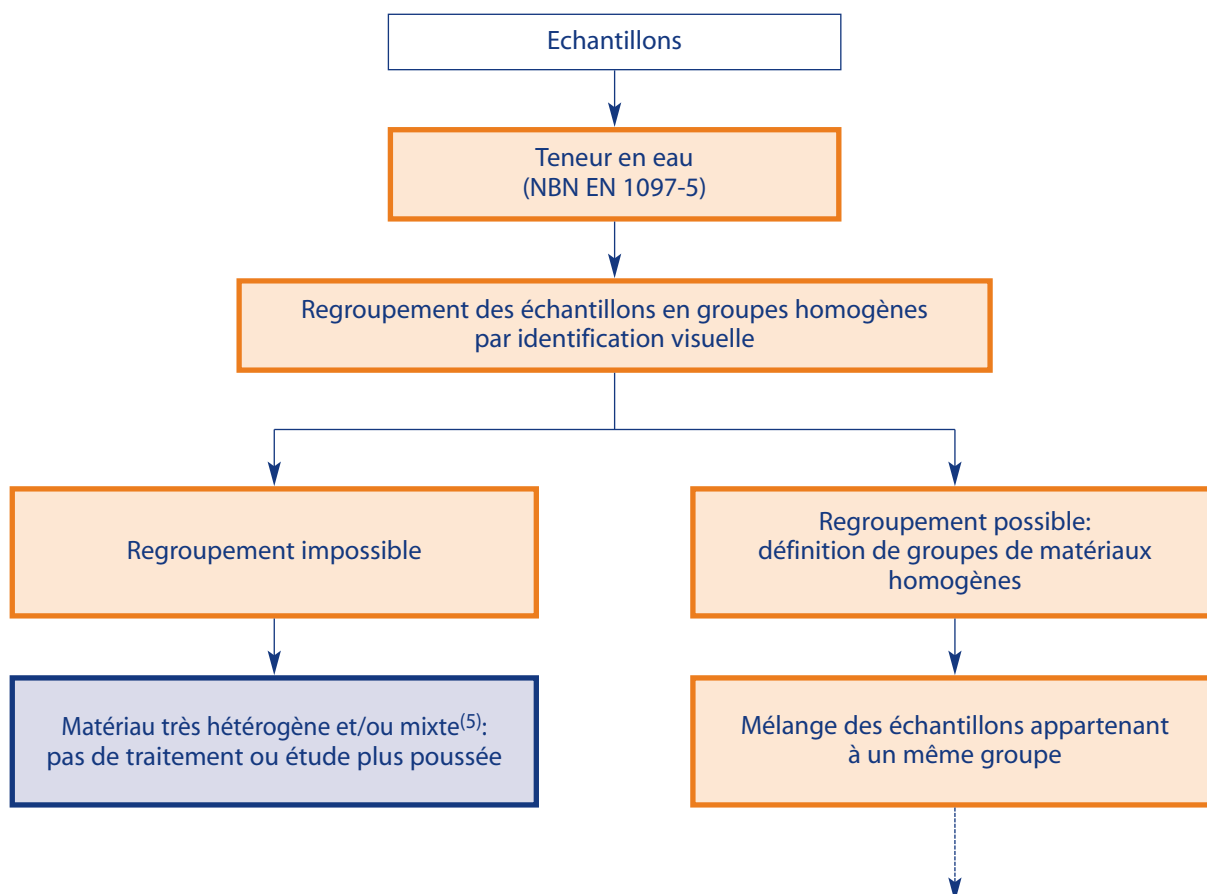 Echantillons
Teneur en eau
(NBN EN 1097-5)
Regroupement des échantillons en groupes homogènes
par identification visuelle
Regroupement impossible
Regroupement possible:
définition de groupes de matériaux
homogènes
Matériau très hétérogène et/ou mixte(5):
pas de traitement ou étude plus poussée
Mélange des échantillons appartenant
à un même groupe